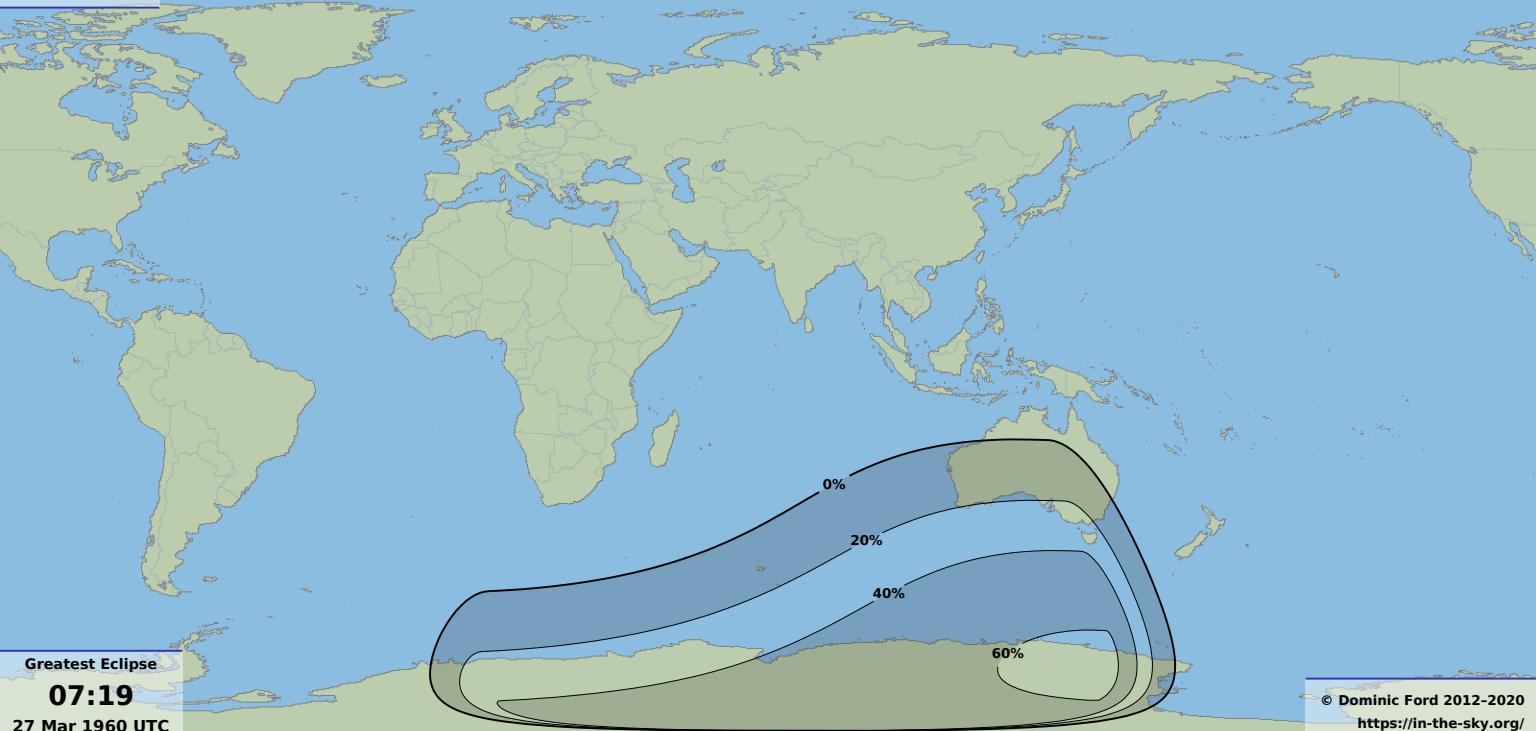 0%
20%
40%
60%
Greatest Eclipse
07:19
27 Mar 1960 UTC
© Dominic Ford 2012–2020
https://in-the-sky.org/